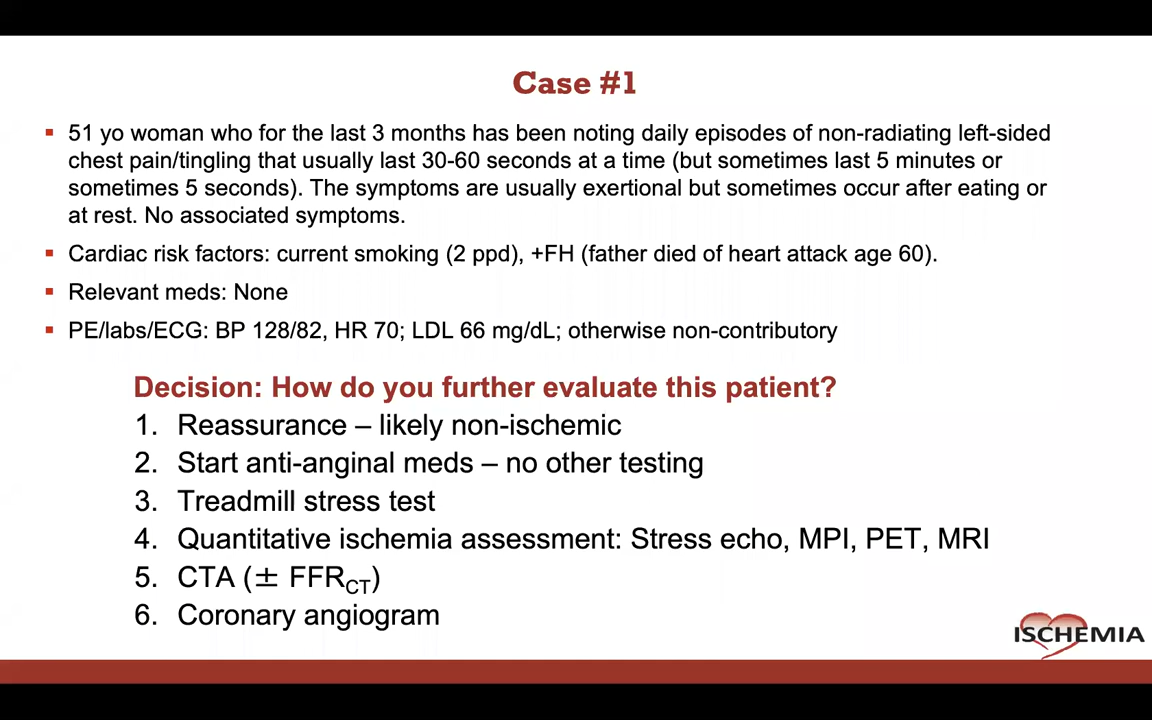 Case #1
▪ 51 yo woman who for the last 3 months has been noting daily episodes of non-radiating left-sided
chest pain/tingling that usually last 30-60 seconds at a time (but sometimes last 5 minutes or
sometimes 5 seconds). The symptoms are usually exertional but sometimes occur after eating or
at rest. No associated symptoms.
▪ Cardiac risk factors: current smoking (2 ppd), +FH (father died of heart attack age 60).
▪ Relevant meds: None
▪ PE/labs/ECG: BP 128/82, HR 70; LDL 66 mg/dL; otherwise non-contributory
Decision: How do you further evaluate this patient?
1. Reassurance – likely non-ischemic
2. Start anti-anginal meds – no other testing
3. Treadmill stress test
4. Quantitative ischemia assessment: Stress echo, MPI, PET, MRI
5. CTA (± FFRCT)
6. Coronary angiogram
ISCHEMIA